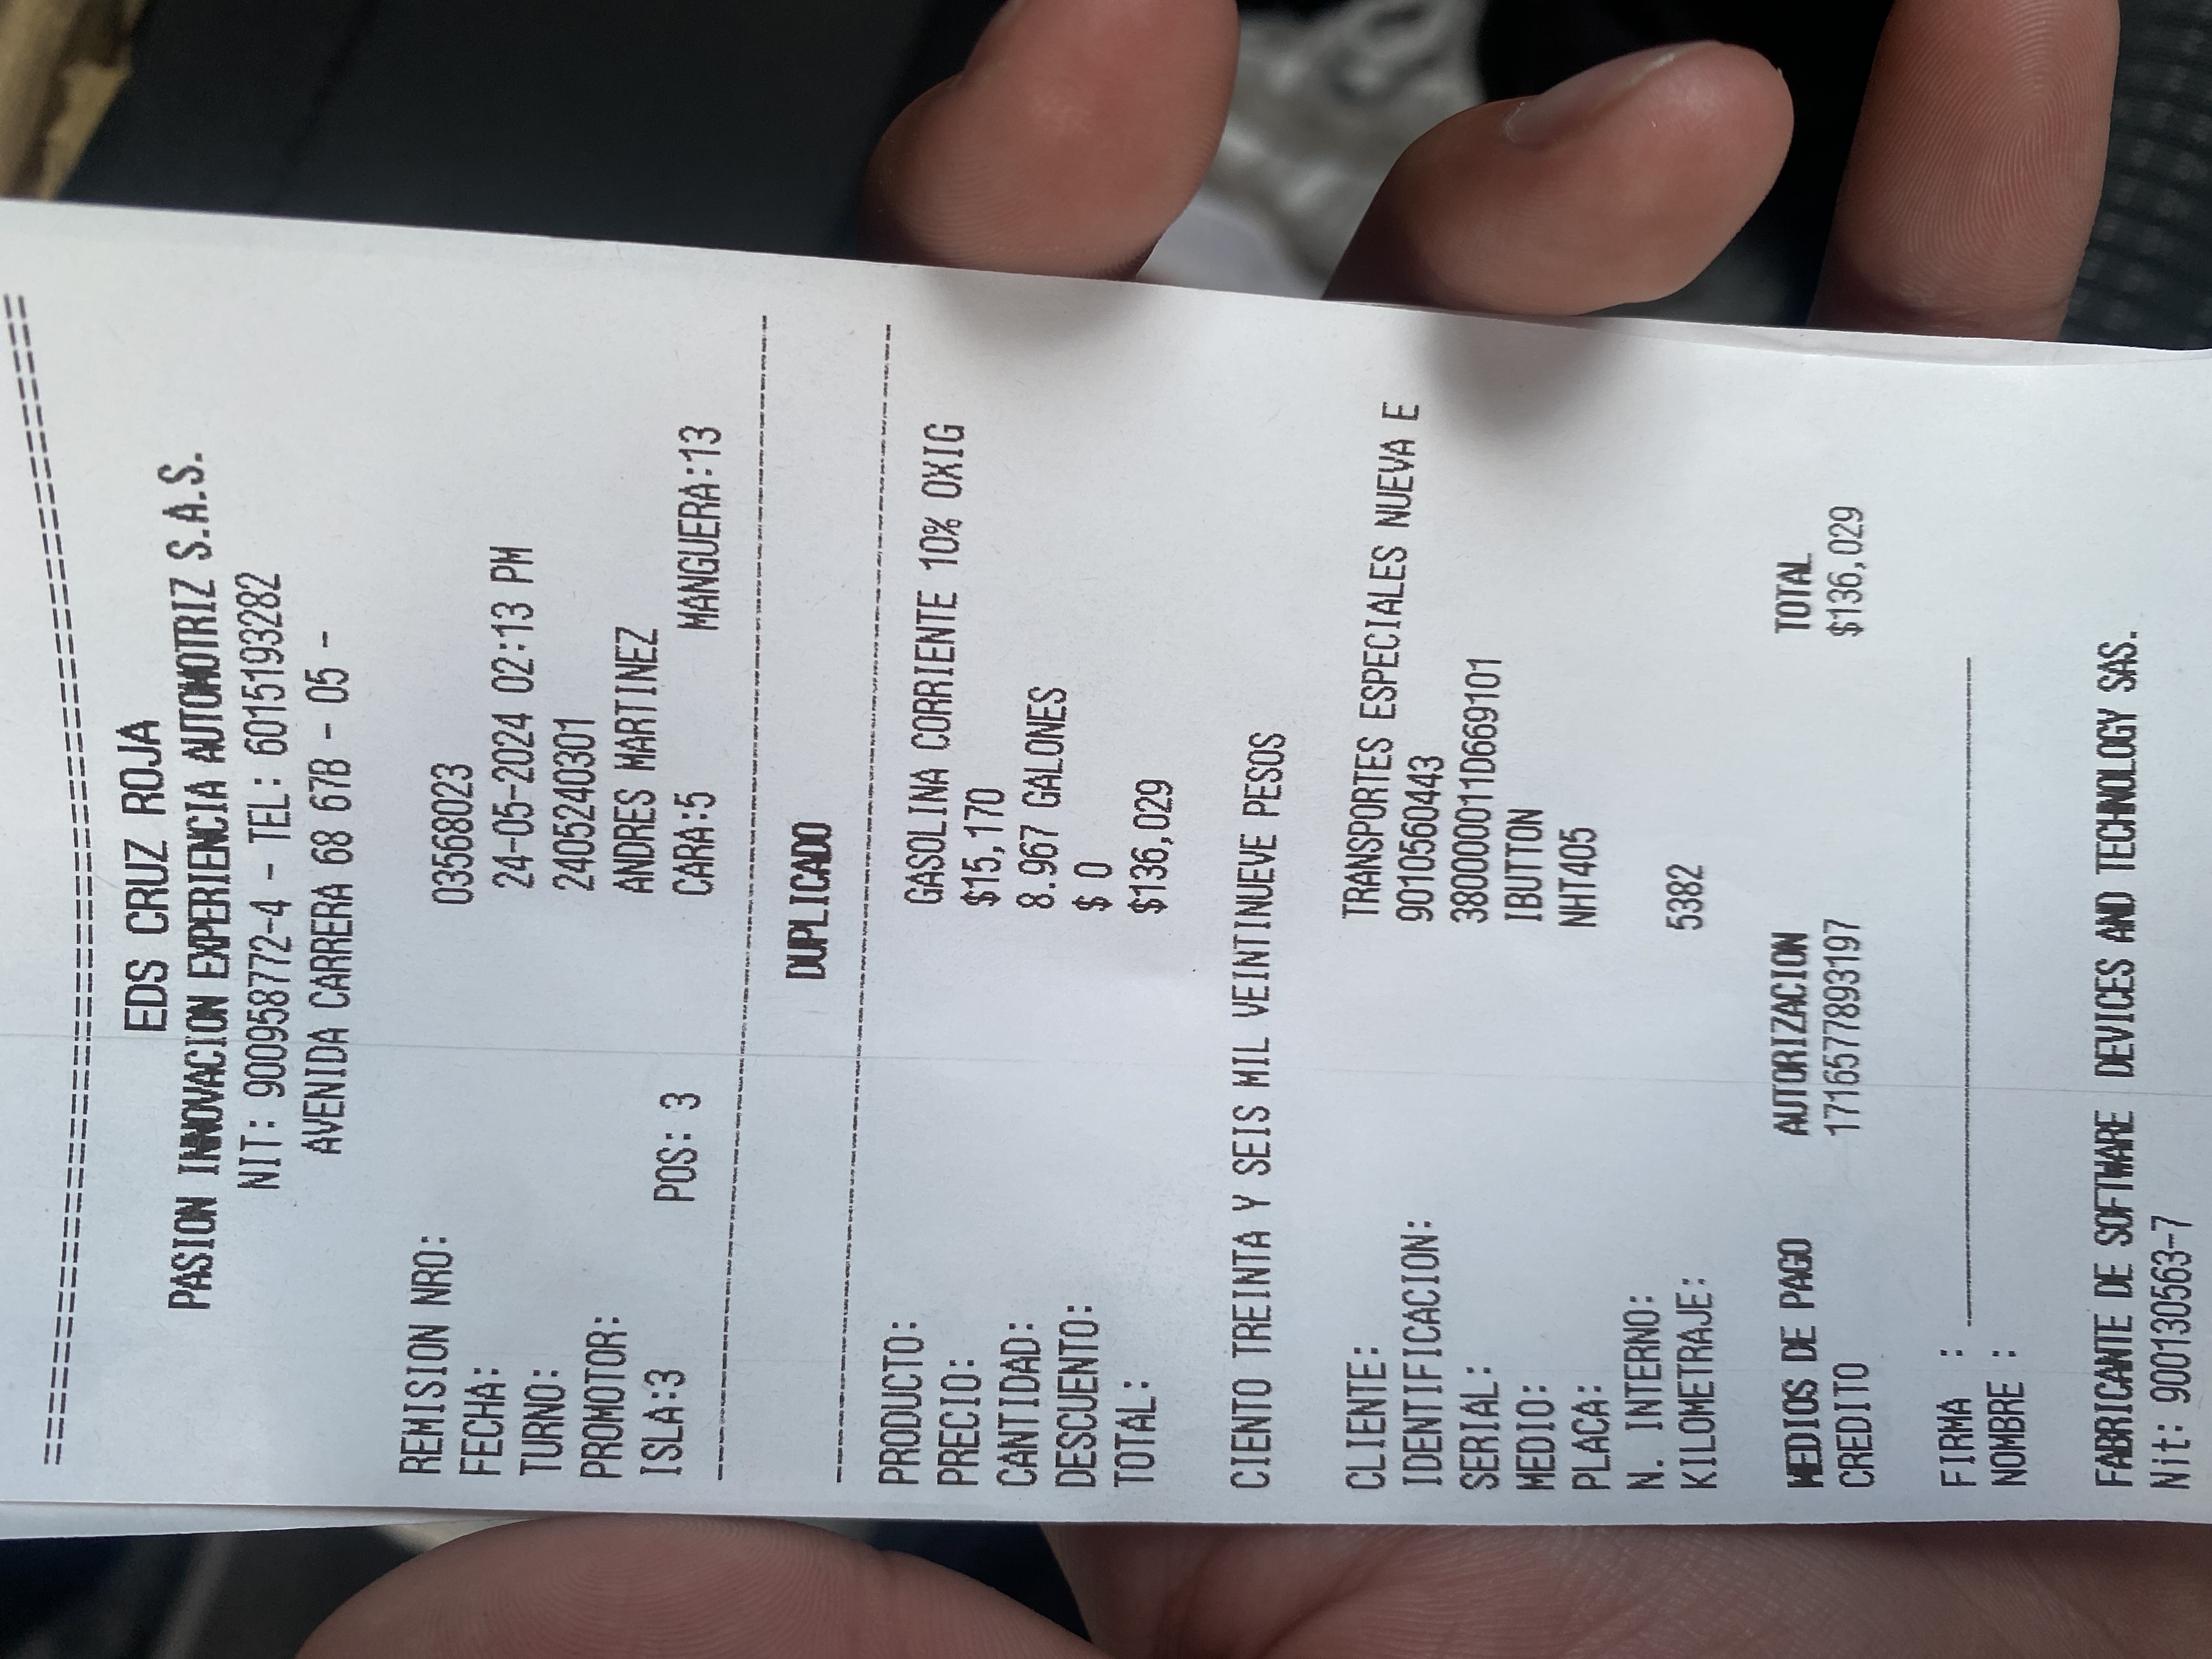 ================================================
EDS CRUZ ROJA
PASION INNOVACION EXPERIENCIA AUTOMOTRIZ S.A.S.
NIT: 900958772-4 - TEL: 6015193282
AVENIDA CARRERA 68 67B - 05 -
REMISION NRO: 03568023
FECHA: 24-05-2024 02:13 PM
TURNO: 2405240301
PROMOTOR: ANDRES MARTINEZ
ISLA:3 POS: 3 CARA:5 MANGUERA:13
DUPLICADO
PRODUCTO: GASOLINA CORRIENTE 10% OXIG
PRECIO: $15,170
CANTIDAD: 8.967 GALONES
DESCUENTO: $ 0
TOTAL: $136,029
CIENTO TREINTA Y SEIS MIL VEINTINUEVE PESOS
CLIENTE: TRANSPORTES ESPECIALES NUEVA E
IDENTIFICACION: 9010560443
SERIAL: 380000011D669101
MEDIO: IBUTTON
PLACA: NHT405
N. INTERNO:
KILOMETRAJE: 5382
MEDIOS DE PAGO AUTORIZACION TOTAL
CREDITO 1716577893197 $136,029
FIRMA :
NOMBRE :
FABRICANTE DE SOFTWARE DEVICES AND TECHNOLOGY SAS.
Nit: 900130563-7